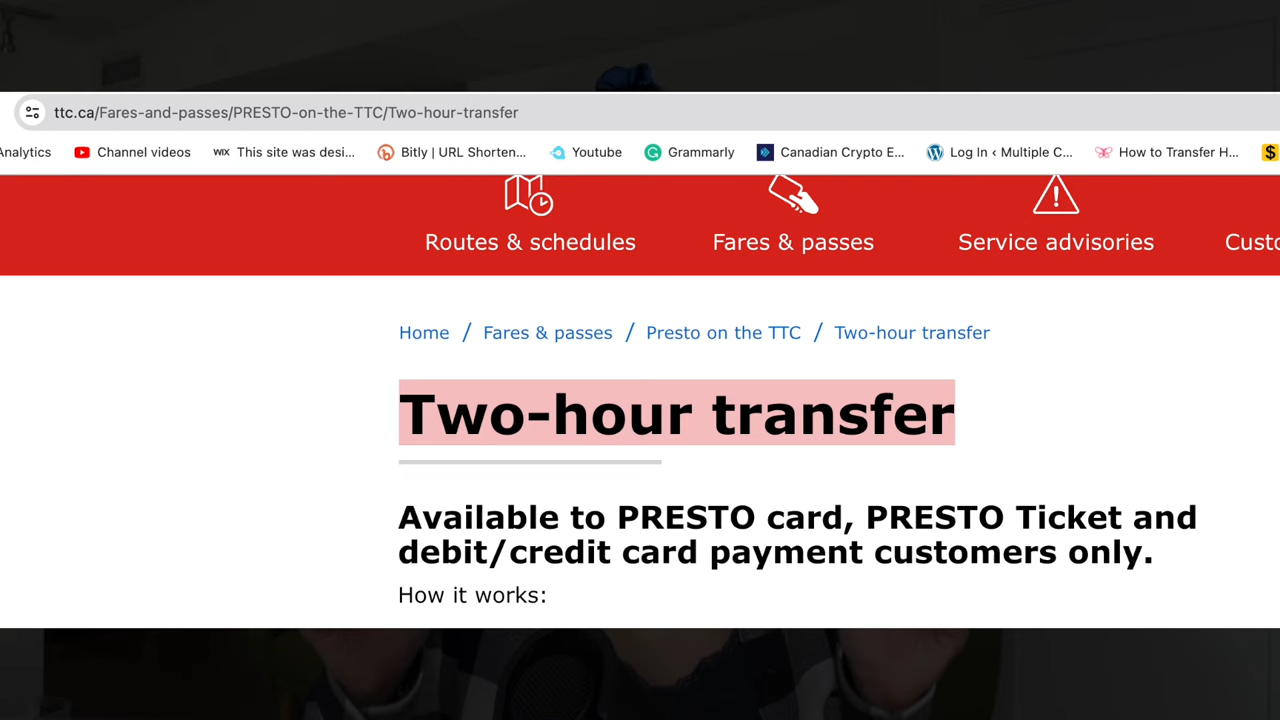 ttc.ca/Fares-and-passes/PRESTO-on-the-TTC/Two-hour-transfer
Analytics Channel videos WIX This site was desi... Bitly | URL Shorten... Youtube Grammarly Canadian Crypto E... Log In ‹ Multiple C... How to Transfer H... $
Routes & schedules Fares & passes Service advisories Custo
Home / Fares & passes / Presto on the TTC / Two-hour transfer
Two-hour transfer
Available to PRESTO card, PRESTO Ticket and
debit/credit card payment customers only.
How it works: